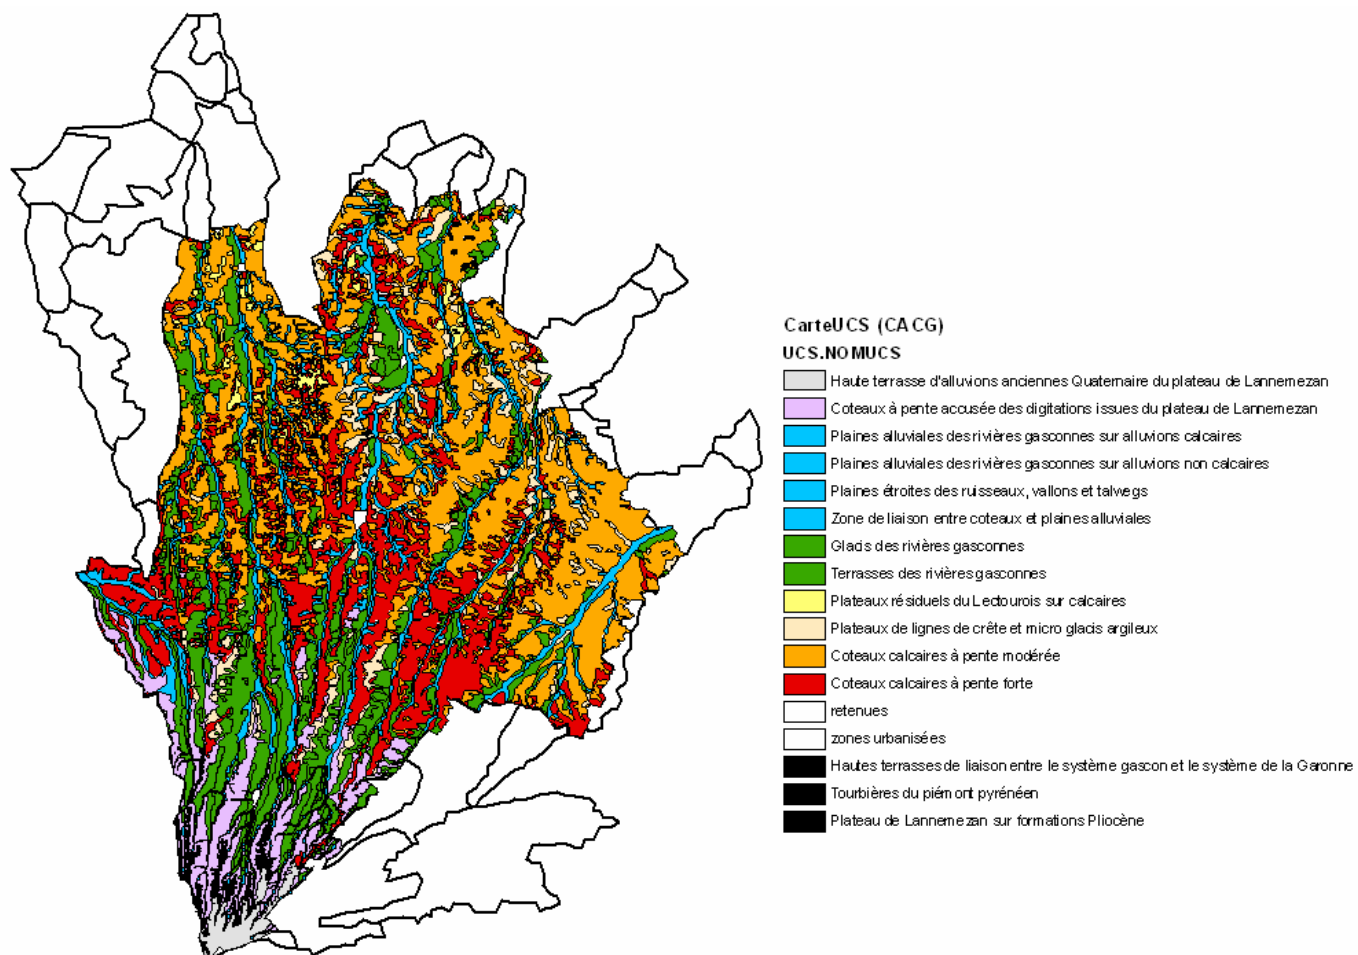 CarteUCS (CACG)
UCS.NOMUCS
Haute terrasse d'alluvions anciennes Quaternaire du plateau de Lannemezan
Coteaux à pente accusée des digitations issues du plateau de Lannemezan
Plaines alluviales des rivières gasconnes sur alluvions calcaires
Plaines alluviales des rivières gasconnes sur alluvions non calcaires
Plaines étroites des ruisseaux, vallons et talwegs
Zone de liaison entre coteaux et plaines alluviales
Glacis des rivières gasconnes
Terrasses des rivières gasconnes
Plateaux résiduels du Lectourois sur calcaires
Plateaux de lignes de crête et micro glacis argileux
Coteaux calcaires à pente modérée
Coteaux calcaires à pente forte
retenues
zones urbanisées
Hautes terrasses de liaison entre le système gascon et le système de la Garonne
Tourbières du piémont pyrénéen
Plateau de Lannemezan sur formations Pliocène